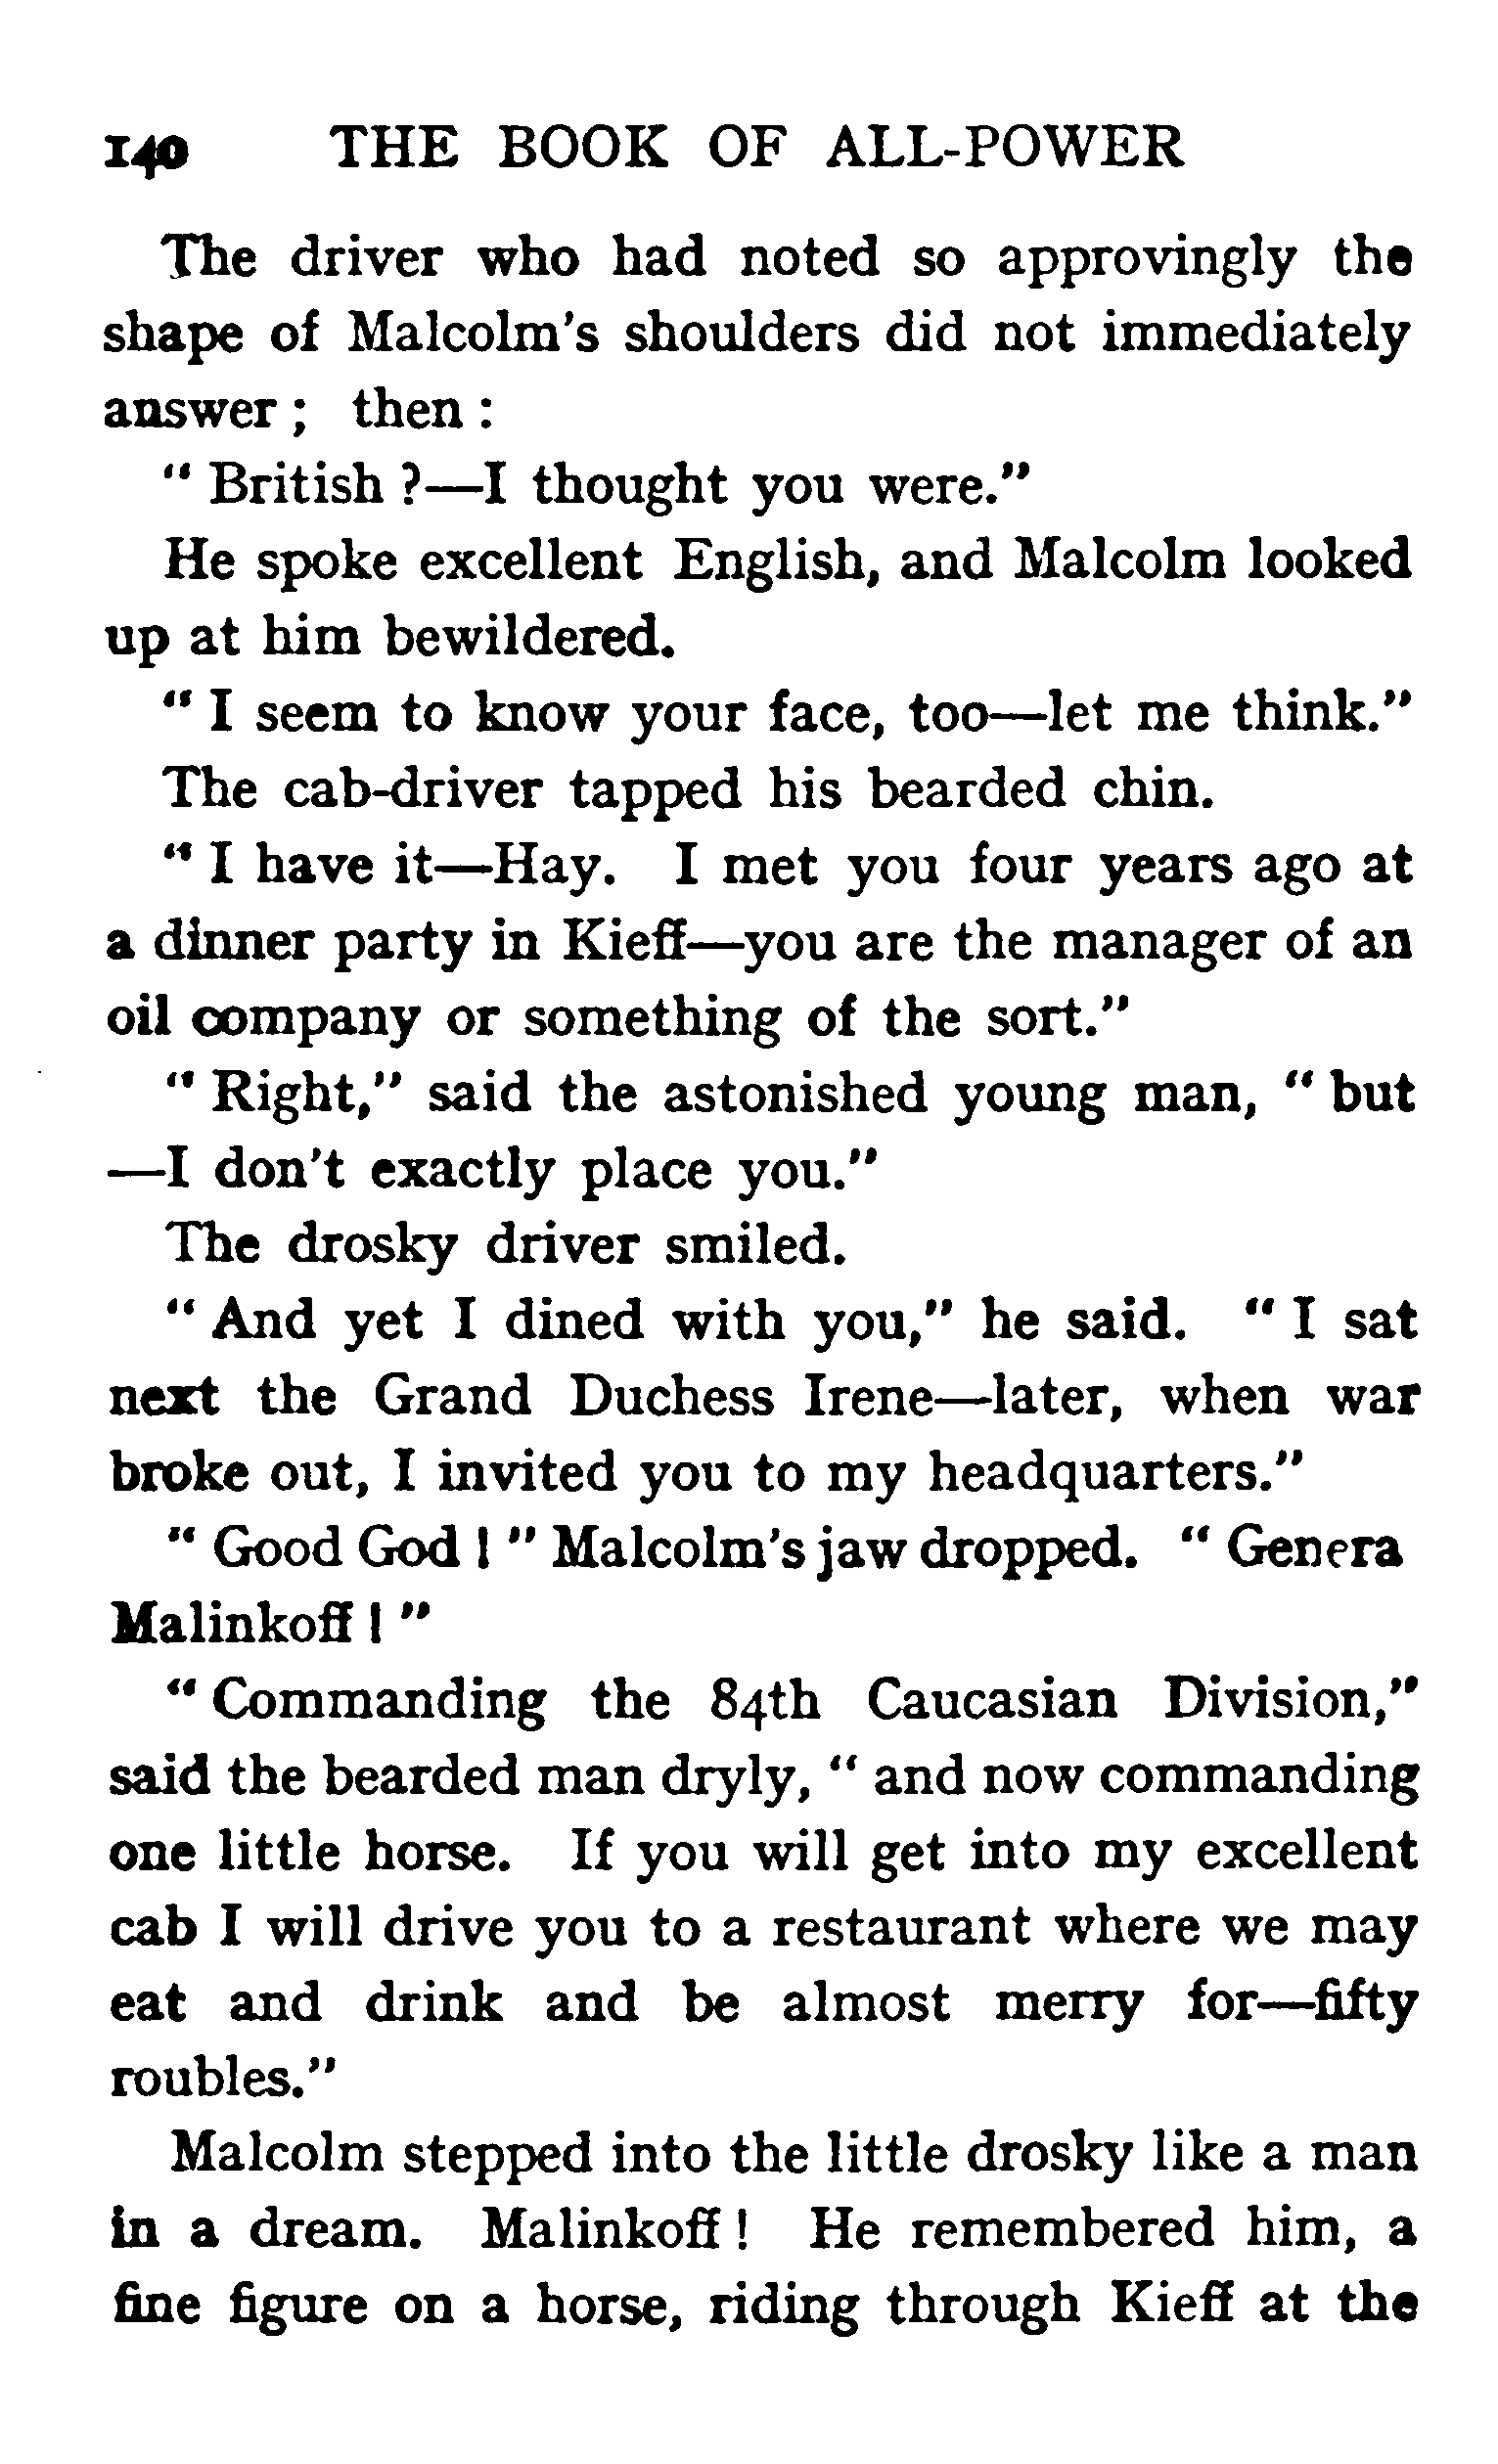 140 THE BOOK OF ALL-POWER
The driver who had noted so approvingly the
shape of Malcolm's shoulders did not immediately
answer ; then :
" British ?—I thought you were."
He spoke excellent English, and Malcolm looked
up at him bewildered.
" I seem to know your face, too—let me think."
The cab-driver tapped his bearded chin.
" I have it—Hay. I met you four years ago at
a dinner party in Kieff—you are the manager of an
oil company or something of the sort."
" Right," said the astonished young man, " but
—I don't exactly place you."
The drosky driver smiled.
" And yet I dined with you," he said. " I sat
next the Grand Duchess Irene—later, when war
broke out, I invited you to my headquarters."
" Good God ! " Malcolm's jaw dropped. " Genera
Malinkoff ! "
" Commanding the 84th Caucasian Division,"
said the bearded man dryly, " and now commanding
one little horse. If you will get into my excellent
cab I will drive you to a restaurant where we may
eat and drink and be almost merry for—fifty
roubles."
Malcolm stepped into the little drosky like a man
in a dream. Malinkoff ! He remembered him, a
fine figure on a horse, riding through Kieff at the